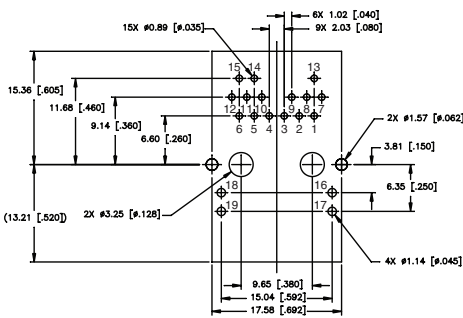 6X 1.02 [.040]
15X ø0.89 [ø.035]
9X 2.03 [.080]
15 14 13
15.36 [.605]
11.68 [.460]
12 11 10 9 8 7
9.14 [.360]
2X ø1.57 [ø.062]
6 5 4 3 2 1
6.60 [.260]
3.81 [.150]
18 16
6.35 [.250]
(13.21 [.520])
2X ø3.25 [ø.128]
19 17
4X ø1.14 [ø.045]
9.65 [.380]
15.04 [.592]
17.58 [.692]